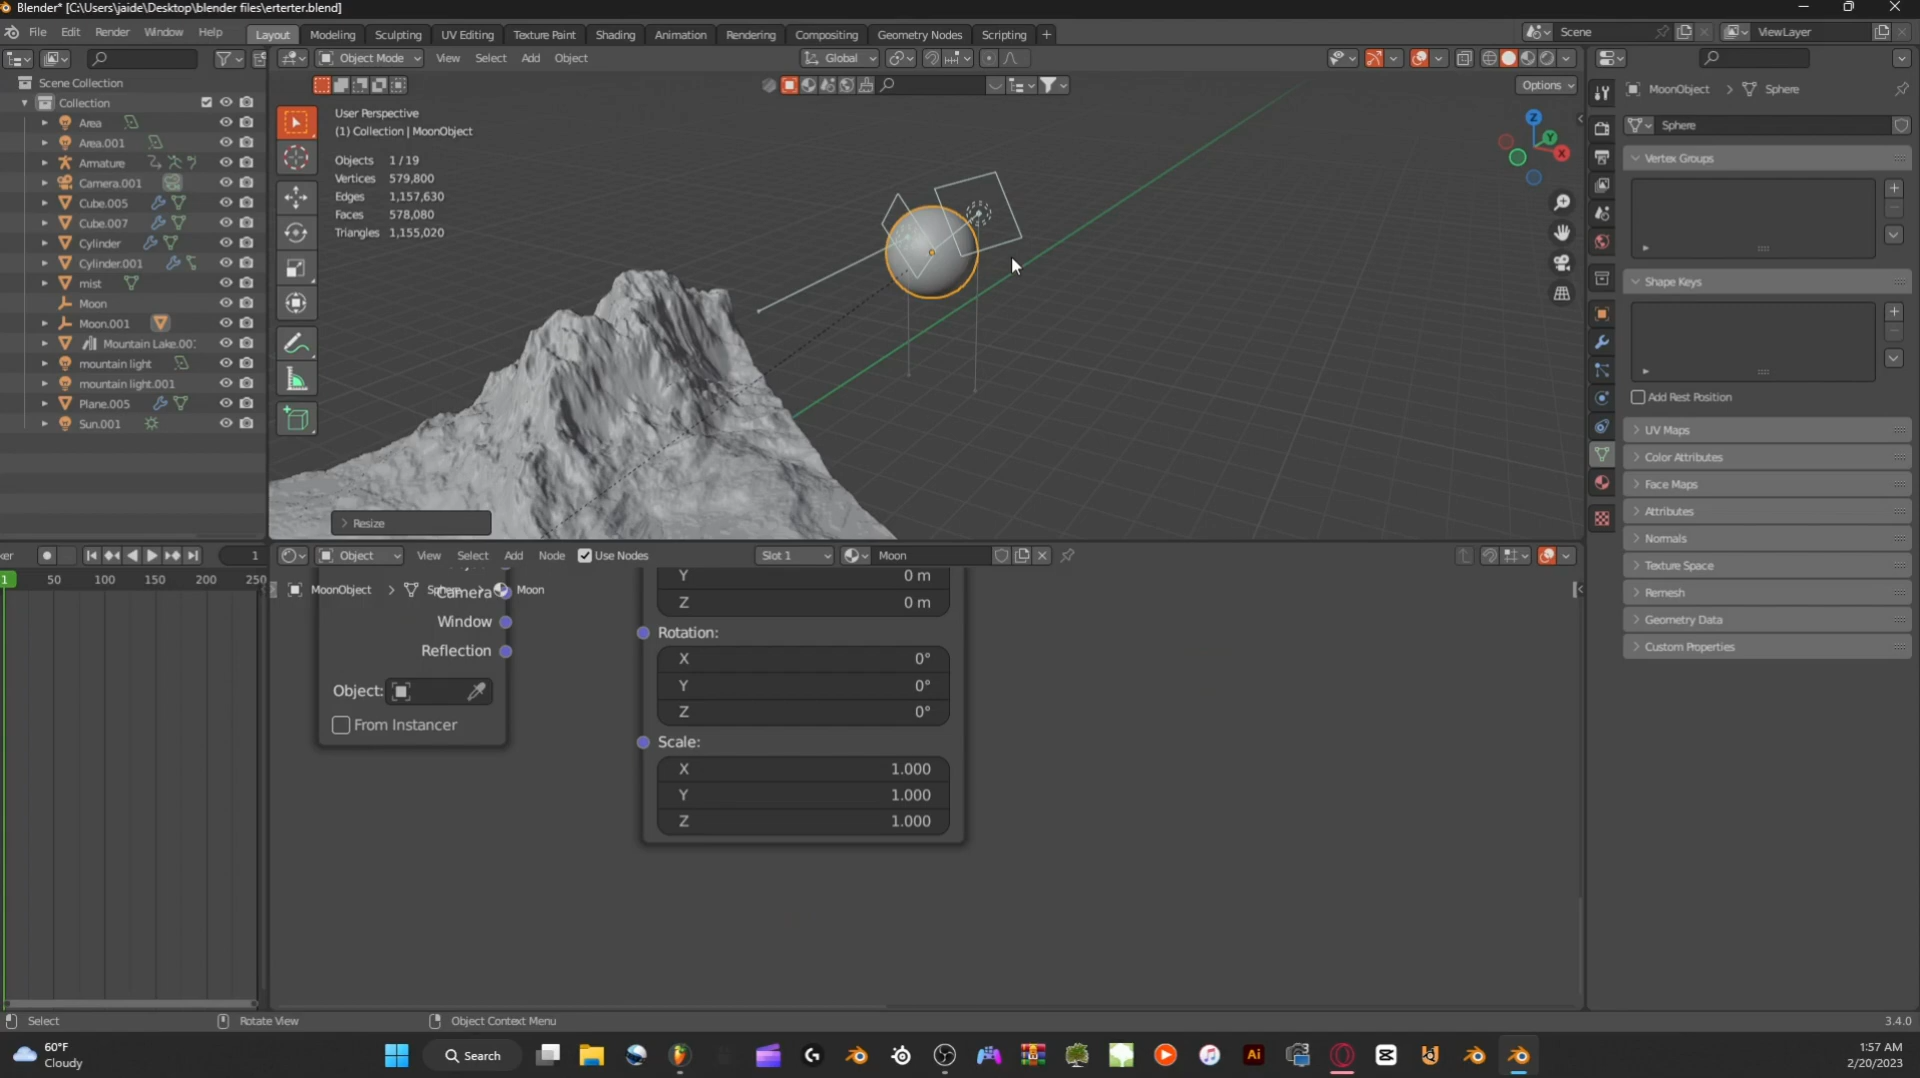 Blender* [C:\Users\jaide\Desktop\blender files\erterter.blend]
File Edit Render Window Help Layout Modeling Sculpting UV Editing Texture Paint Shading Animation Rendering Compositing Geometry Nodes Scripting + Scene ViewLayer
Object Mode View Select Add Object Global
Options
Scene Collection
Collection
Area
Area.001
Armature
Camera.001
Cube.005
Cube.007
Cylinder
Cylinder.001
mist
Moon
Moon.001
Mountain Lake.00
mountain light
mountain light.001
Plane.005
Sun.001
User Perspective
(1) Collection | MoonObject
Objects 1/19
Vertices 579,800
Edges 1,157,630
Faces 578,080
Triangles 1,155,020
Z
Y
X
Resize
MoonObject > Sphere
Sphere
Vertex Groups
Shape Keys
Add Rest Position
UV Maps
Color Attributes
Face Maps
Attributes
Normals
Texture Space
Remesh
Geometry Data
Custom Properties
ker 1
1 50 100 150 200 250
Object View Select Add Node Use Nodes Slot 1 Moon
MoonObject > Sphere > Moon
Camera
Window
Reflection
Object:
From Instancer
Y 0 m
Z 0 m
Rotation:
X 0°
Y 0°
Z 0°
Scale:
X 1.000
Y 1.000
Z 1.000
Select Rotate View Object Context Menu 3.4.0
60°F
Cloudy
Search
Ai
1:57 AM
2/20/2023